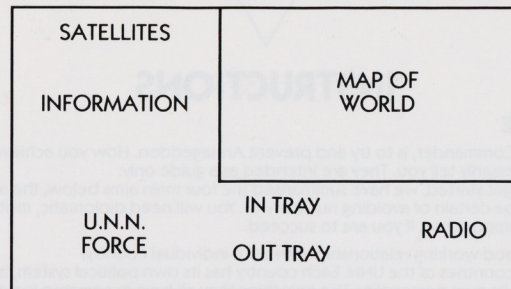 SATELLITES
INFORMATION
MAP OF
WORLD
U.N.N.
FORCE
IN TRAY
OUT TRAY
RADIO